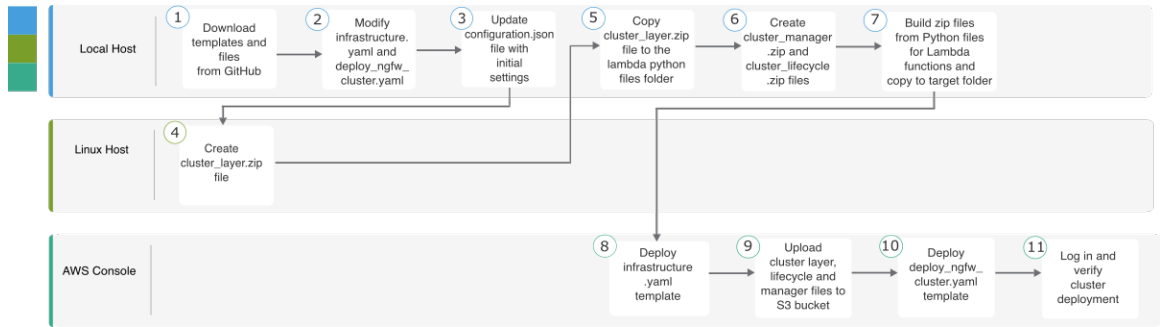 Local Host
1
Download
templates and
files
from GitHub
2
Modify
infrastructure.
yaml and
deploy_ngfw_
cluster.yaml
3
Update
configuration.json
file with
initial
settings
5
Copy
cluster_layer.zip
file to the
lambda python
files folder
6
Create
cluster_manager
.zip and
cluster_lifecycle
.zip files
7
Build zip files
from Python files
for Lambda
functions and
copy to target folder
Linux Host
4
Create
cluster_layer.zip
file
AWS Console
8
Deploy
infrastructure
.yaml
template
9
Upload
cluster layer,
lifecycle and
manager files to
S3 bucket
10
Deploy
deploy_ngfw_
cluster.yaml
template
11
Log in and
verify
cluster
deployment